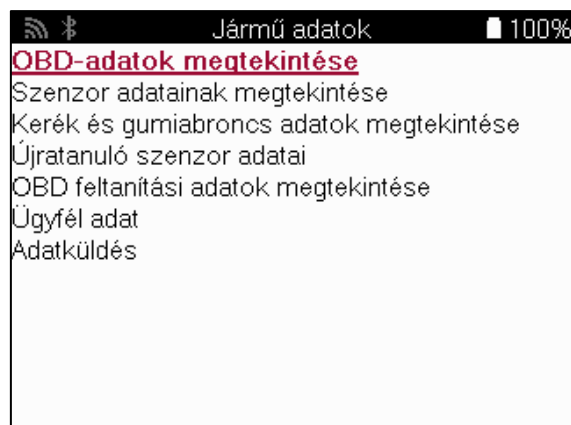 Jármű adatok 100%
OBD-adatok megtekintése
Szenzor adatainak megtekintése
Kerék és gumiabroncs adatok megtekintése
Újratanuló szenzor adatai
OBD feltanítási adatok megtekintése
Ügyfél adat
Adatküldés